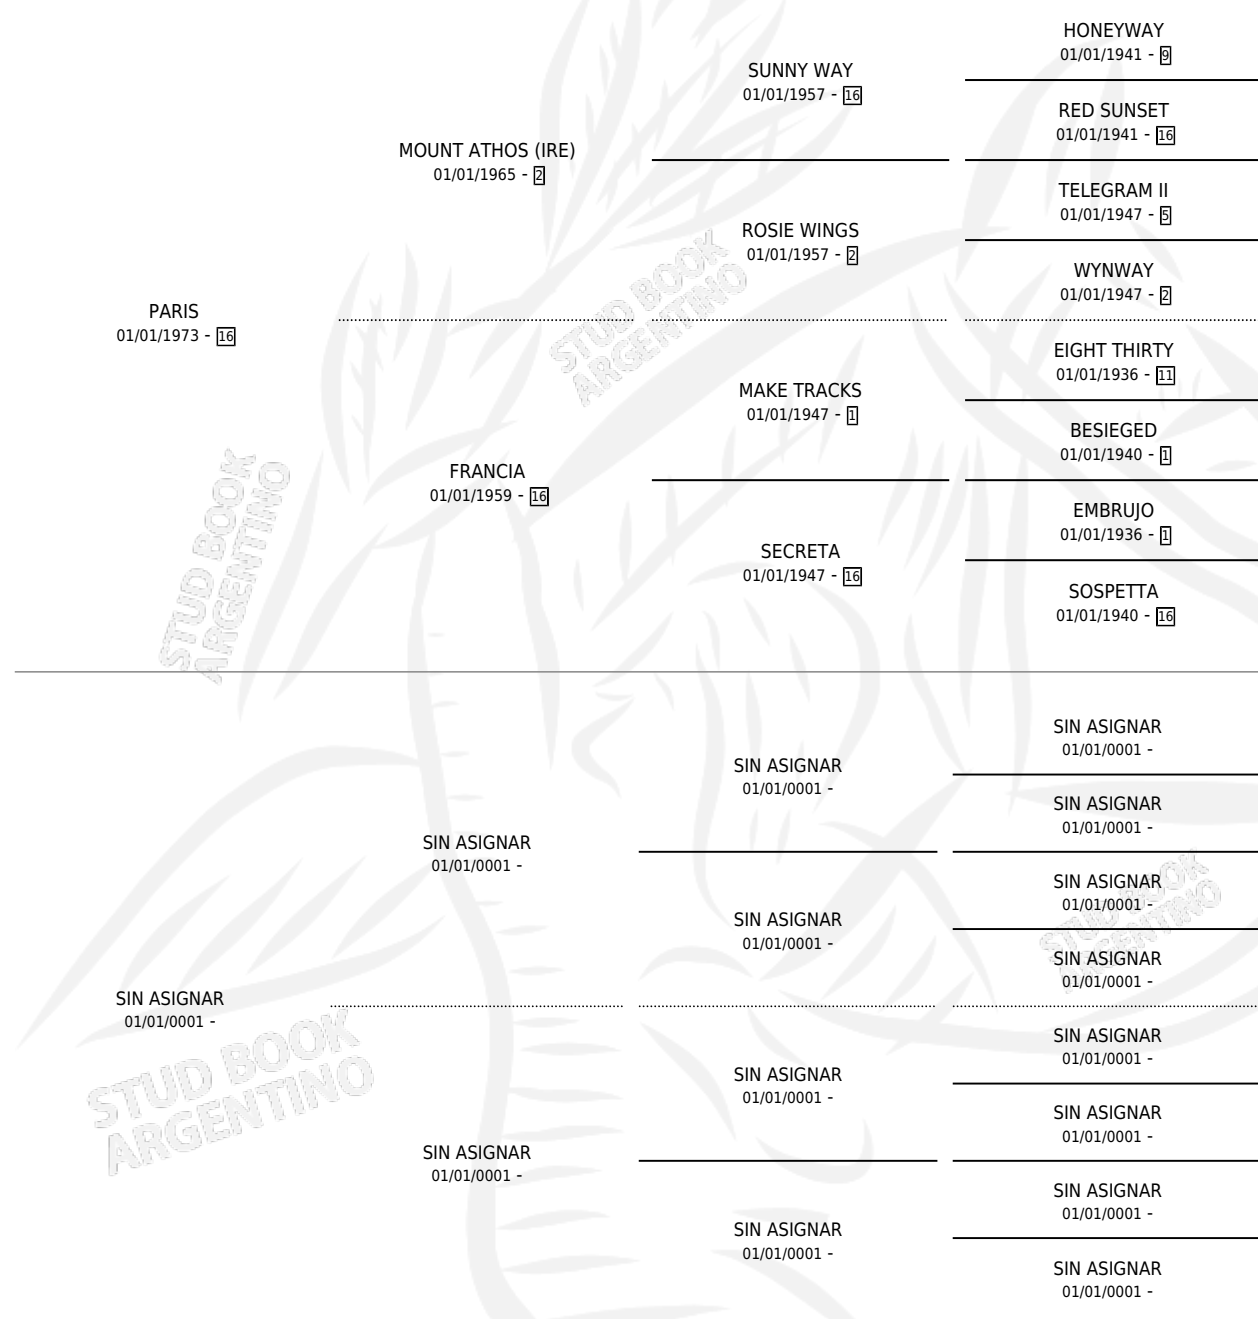 HONEYWAY
01/01/1941 - 9
SUNNY WAY
01/01/1957 - 16
RED SUNSET
01/01/1941 - 16
MOUNT ATHOS (IRE)
01/01/1965 - 2
TELEGRAM II
01/01/1947 - 5
ROSIE WINGS
01/01/1957 - 2
WYNWAY
01/01/1947 - 2
PARIS
01/01/1973 - 16
EIGHT THIRTY
01/01/1936 - 11
MAKE TRACKS
01/01/1947 - 1
BESIEGED
01/01/1940 - 1
FRANCIA
01/01/1959 - 16
EMBRUJO
01/01/1936 - 1
SECRETA
01/01/1947 - 16
SOSPETTA
01/01/1940 - 16
STUD BOOK
ARGENTINO
STUD BOOK
ARGENTINO
SIN ASIGNAR
01/01/0001 -
SIN ASIGNAR
01/01/0001 -
SIN ASIGNAR
01/01/0001 -
SIN ASIGNAR
01/01/0001 -
SIN ASIGNAR
01/01/0001 -
SIN ASIGNAR
01/01/0001 -
SIN ASIGNAR
01/01/0001 -
STUD BOOK
ARGENTINO
SIN ASIGNAR
01/01/0001 -
SIN ASIGNAR
01/01/0001 -
SIN ASIGNAR
01/01/0001 -
SIN ASIGNAR
01/01/0001 -
SIN ASIGNAR
01/01/0001 -
SIN ASIGNAR
01/01/0001 -
SIN ASIGNAR
01/01/0001 -
SIN ASIGNAR
01/01/0001 -
STUD BOOK
ARGENTINO